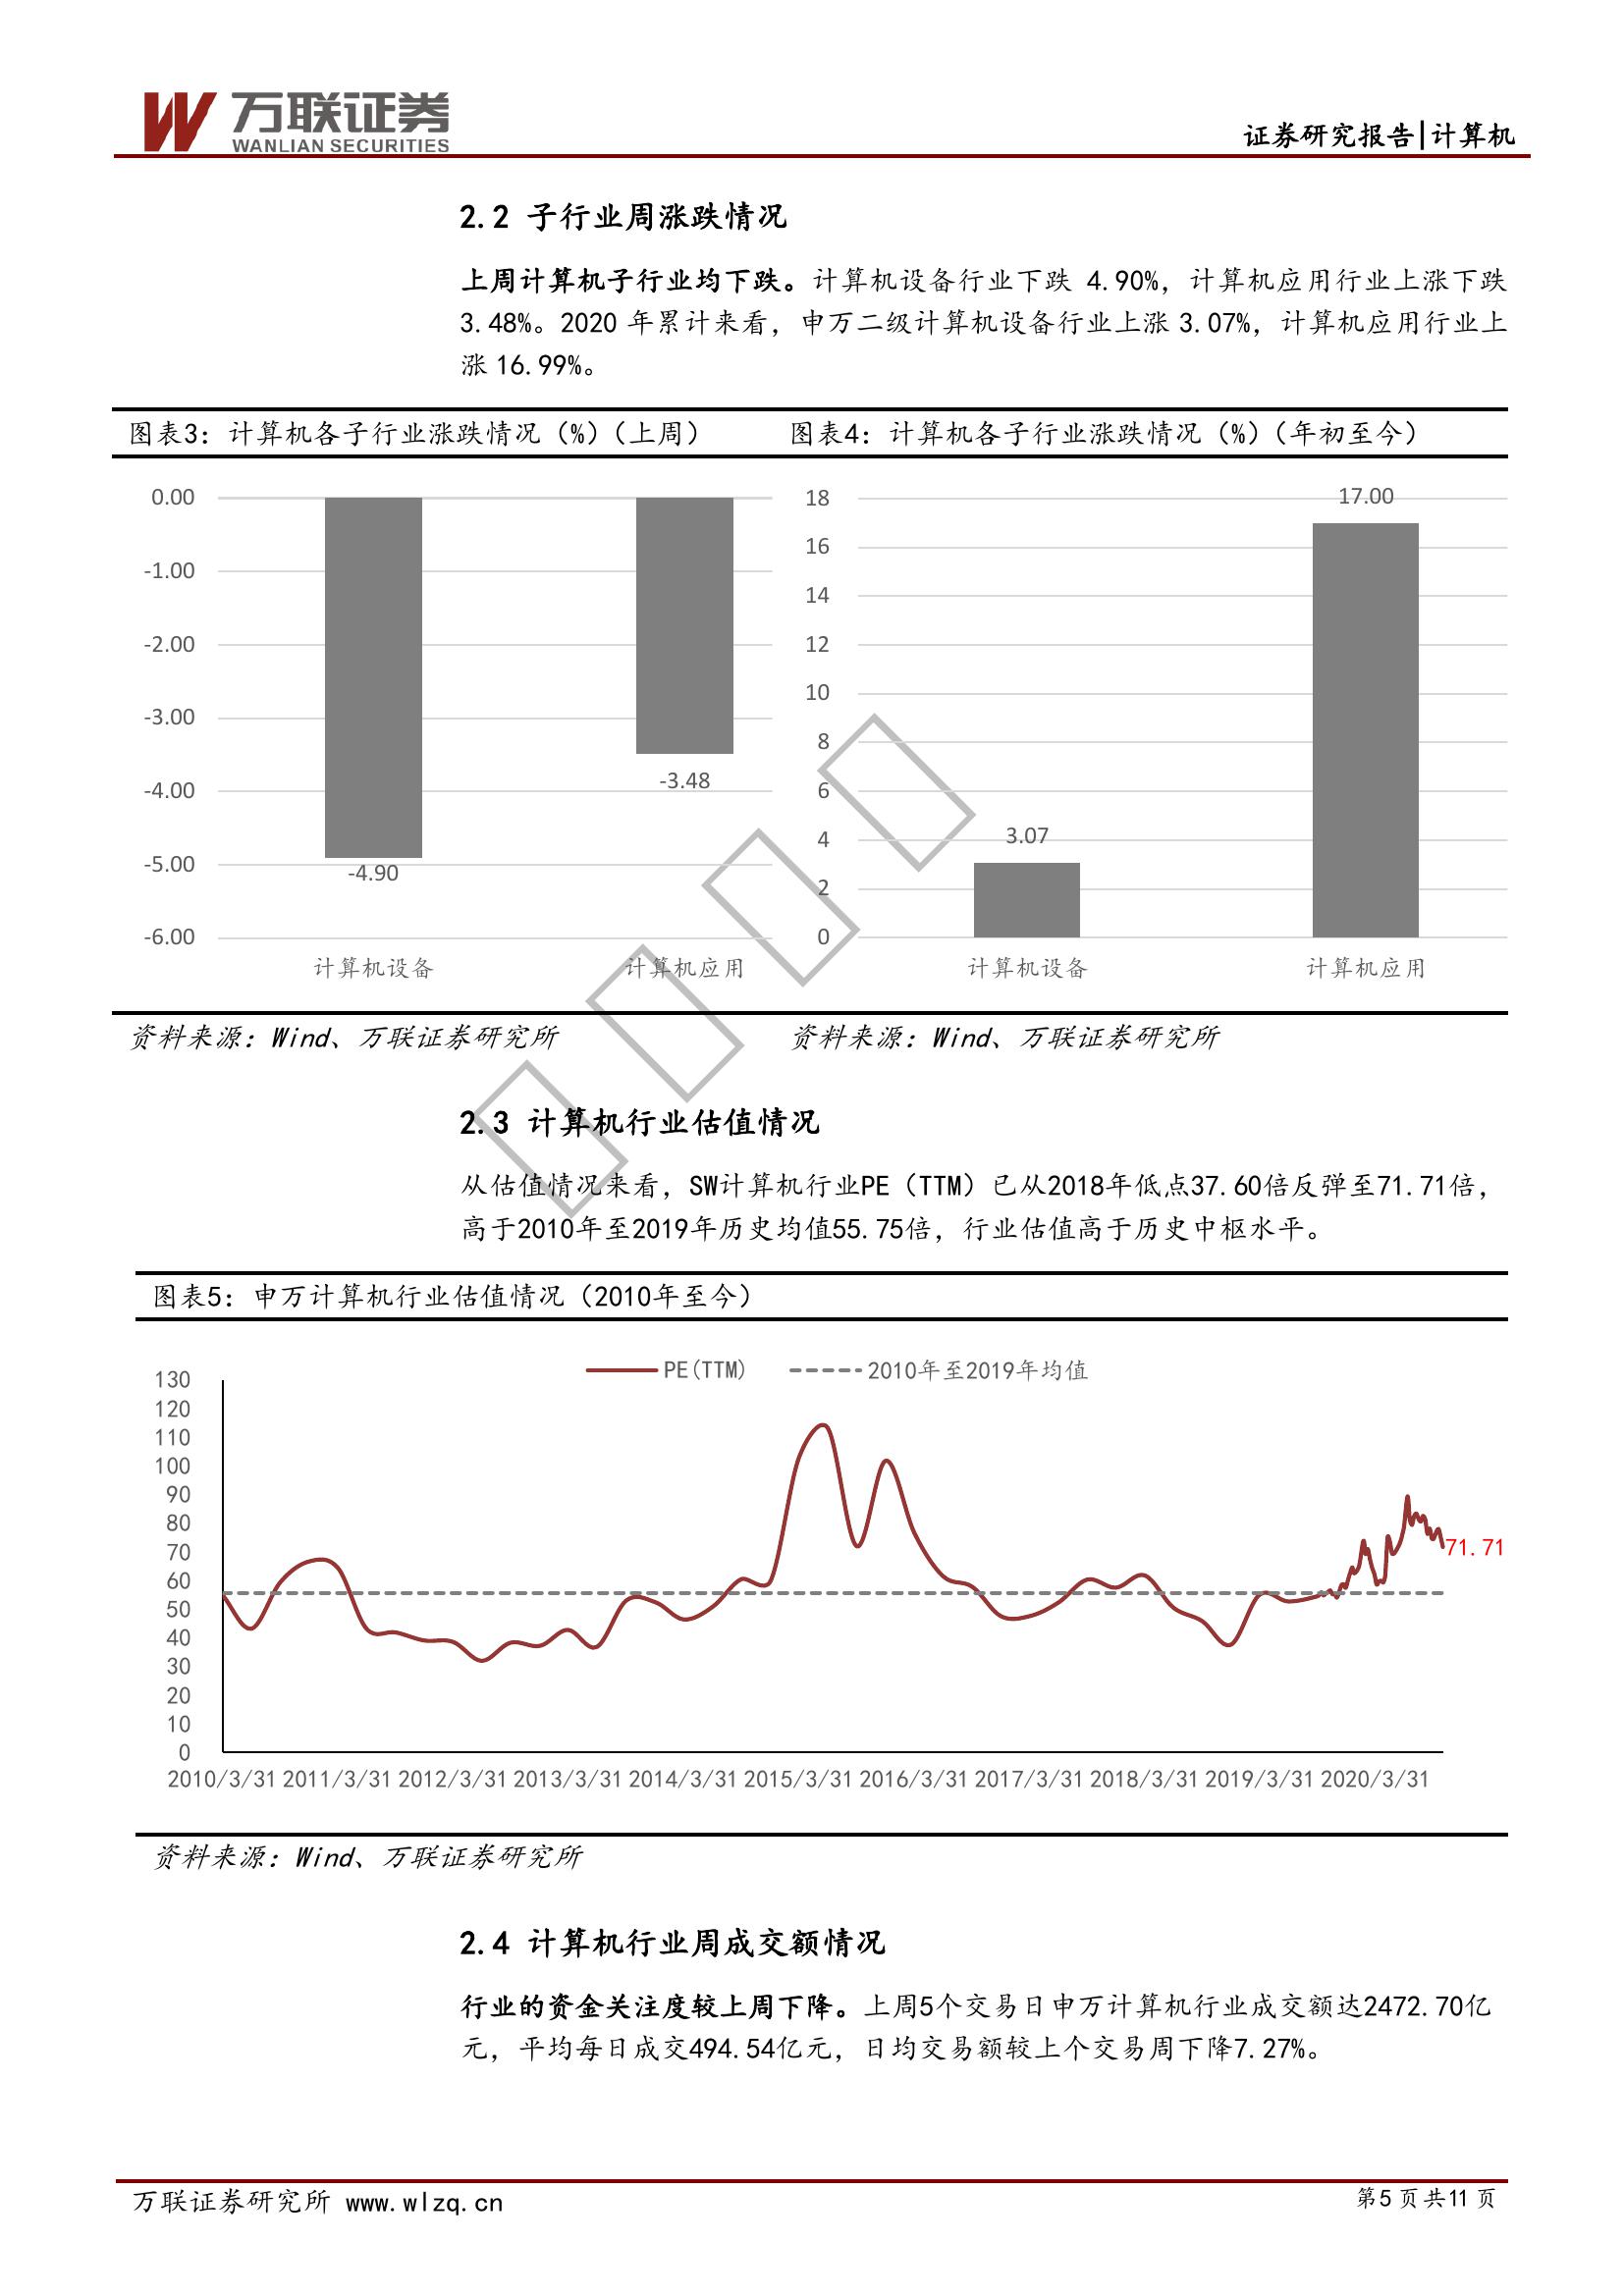 万联证券
WANLIAN SECURITIES
证券研究报告|计算机
2.2 子行业周涨跌情况
上周计算机子行业均下跌。计算机设备行业下跌 4.90%，计算机应用行业上涨下跌
3.48%。2020 年累计来看，申万二级计算机设备行业上涨 3.07%，计算机应用行业上
涨 16.99%。
图表3：计算机各子行业涨跌情况（%）（上周）
图表4：计算机各子行业涨跌情况（%）（年初至今）
0.00
-1.00
-2.00
-3.00
-4.00
-5.00
-6.00
-4.90
-3.48
计算机设备
计算机应用
18
16
14
12
10
8
6
4
2
0
3.07
17.00
计算机设备
计算机应用
资料来源：Wind、万联证券研究所
资料来源：Wind、万联证券研究所
2.3 计算机行业估值情况
从估值情况来看，SW计算机行业PE（TTM）已从2018年低点37.60倍反弹至71.71倍，
高于2010年至2019年历史均值55.75倍，行业估值高于历史中枢水平。
图表5：申万计算机行业估值情况（2010年至今）
PE(TTM)
2010年至2019年均值
130
120
110
100
90
80
70
60
50
40
30
20
10
0
71.71
2010/3/31 2011/3/31 2012/3/31 2013/3/31 2014/3/31 2015/3/31 2016/3/31 2017/3/31 2018/3/31 2019/3/31 2020/3/31
资料来源：Wind、万联证券研究所
2.4 计算机行业周成交额情况
行业的资金关注度较上周下降。上周5个交易日申万计算机行业成交额达2472.70亿
元，平均每日成交494.54亿元，日均交易额较上个交易周下降7.27%。
万联证券研究所 www.wlzq.cn
第5 页 共11 页